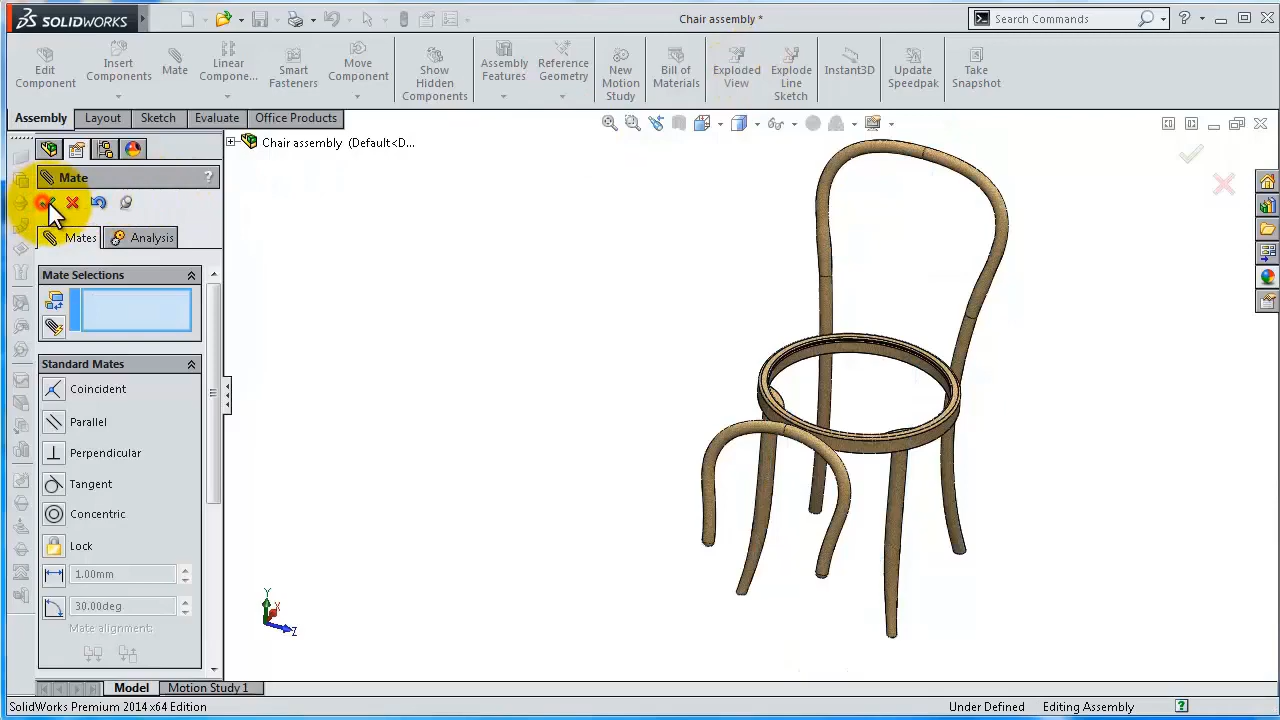 SOLIDWORKS
Chair assembly *
Search Commands
?
Edit Component
Insert Components
Mate
Linear Compone...
Smart Fasteners
Move Component
Show Hidden Components
Assembly Features
Reference Geometry
New Motion Study
Bill of Materials
Exploded View
Explode Line Sketch
Instant3D
Update Speedpak
Take Snapshot
Assembly
Layout
Sketch
Evaluate
Office Products
Chair assembly (Default<D...
Mate
?
Mates
Analysis
Mate Selections
Standard Mates
Coincident
Parallel
Perpendicular
Tangent
Concentric
Lock
1.00mm
30.00deg
Mate alignment:
Y
X
Z
Model
Motion Study 1
SolidWorks Premium 2014 x64 Edition
Under Defined
Editing Assembly
?